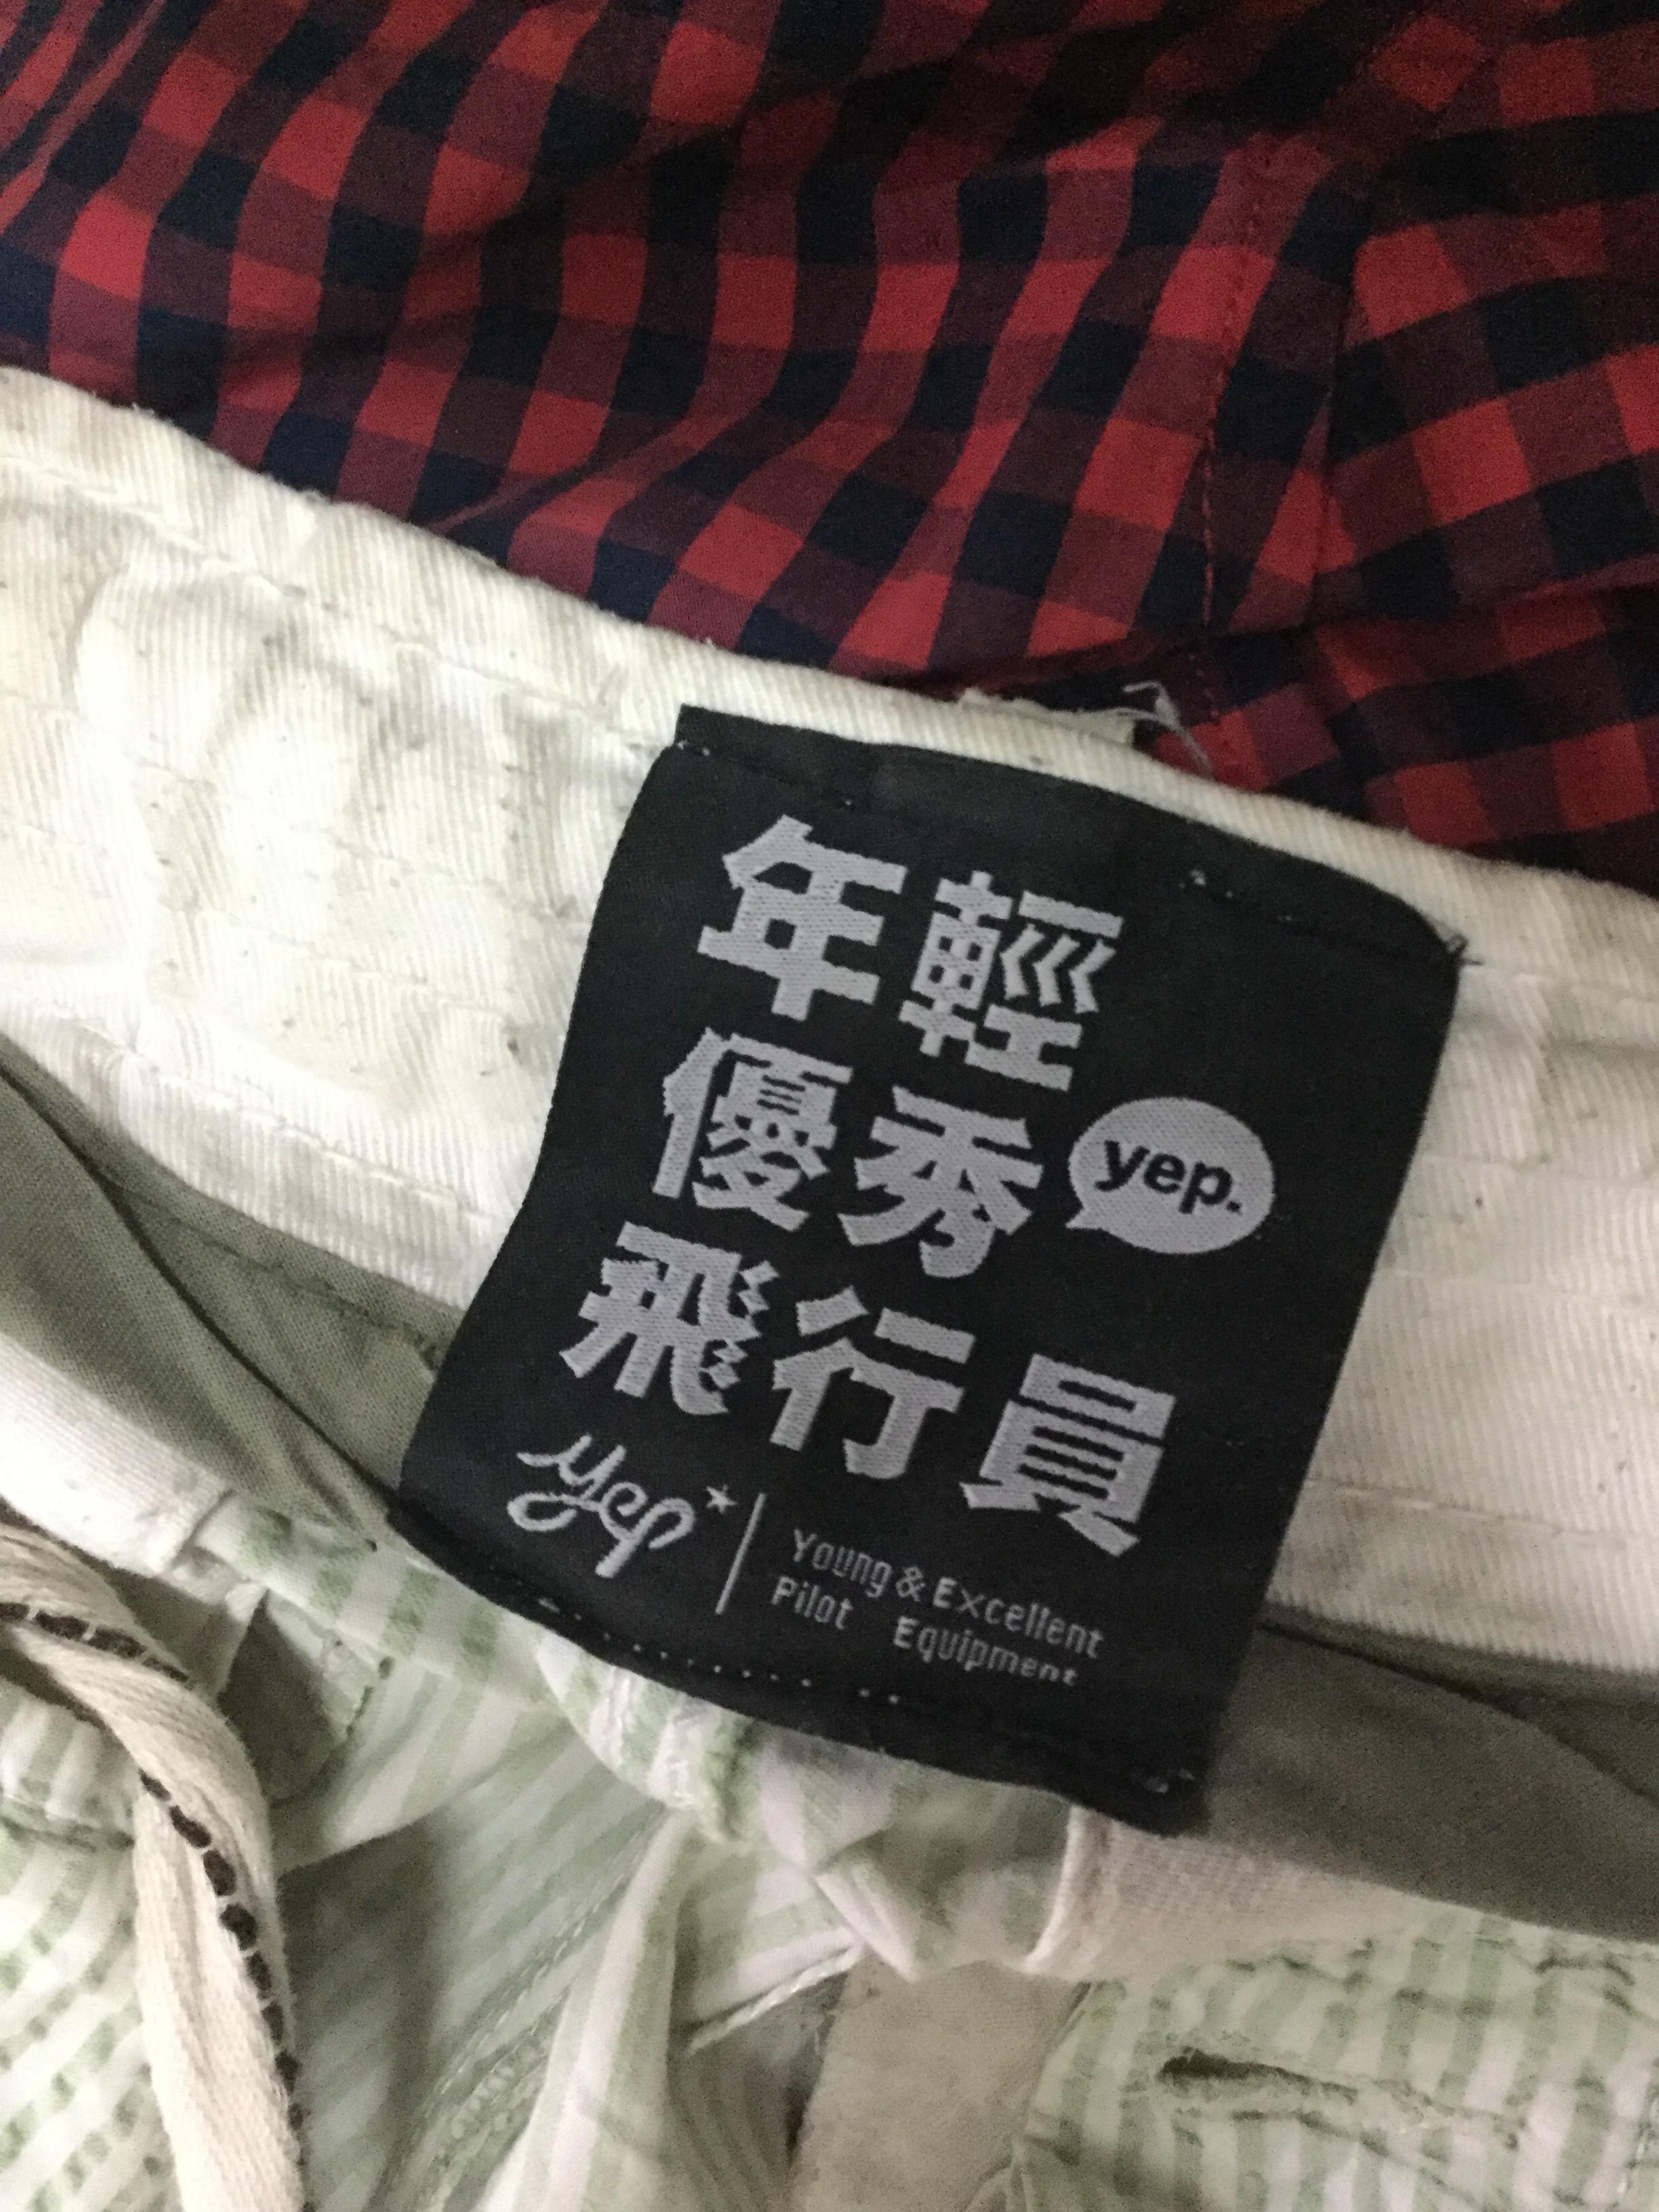 年輕
優秀
yep.
飛行員
yep
Young & Excellent
Pilot Equipment